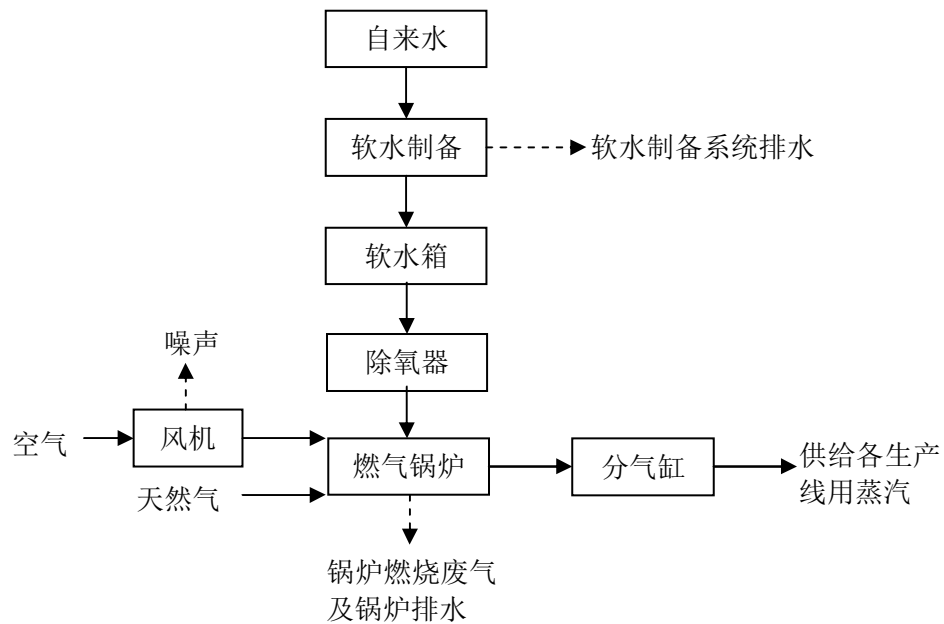 自来水
软水制备
软水制备系统排水
软水箱
噪声
除氧器
空气
风机
燃气锅炉
分气缸
供给各生产
线用蒸汽
天然气
锅炉燃烧废气
及锅炉排水